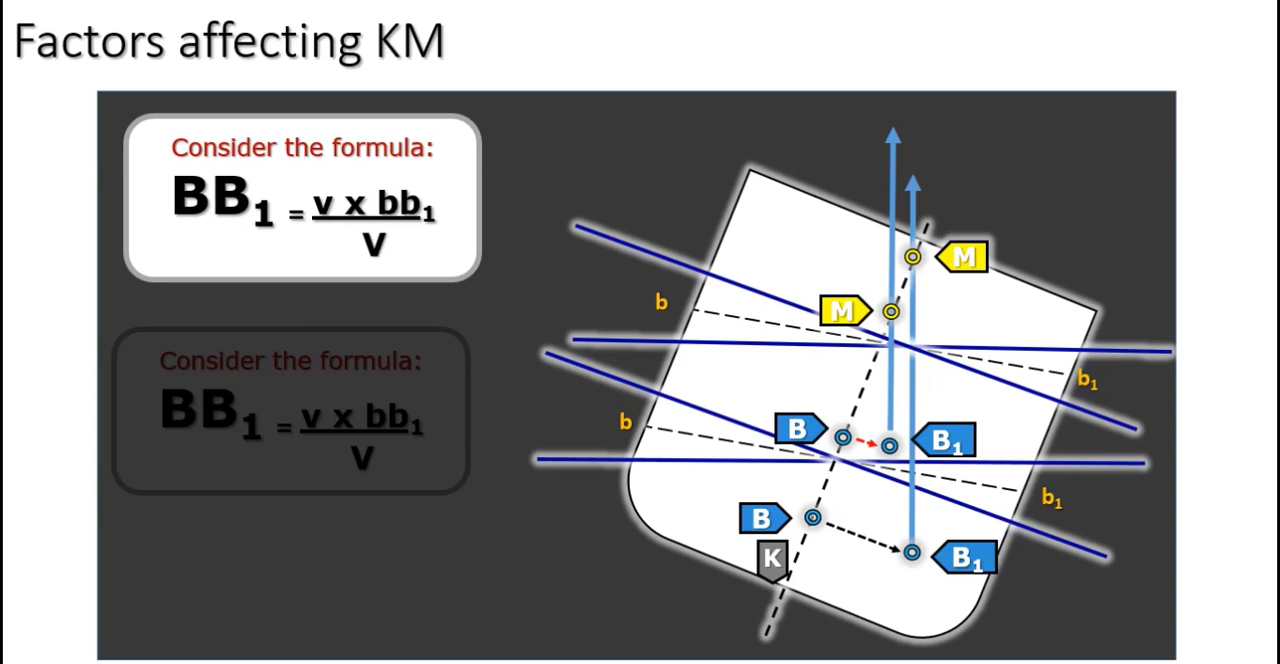 Factors affecting KM
Consider the formula:
BB₁ = v x bb₁
V
Consider the formula:
BB₁ = v x bb₁
V
M
M
b
b₁
B
B₁
b
b₁
B
B₁
K